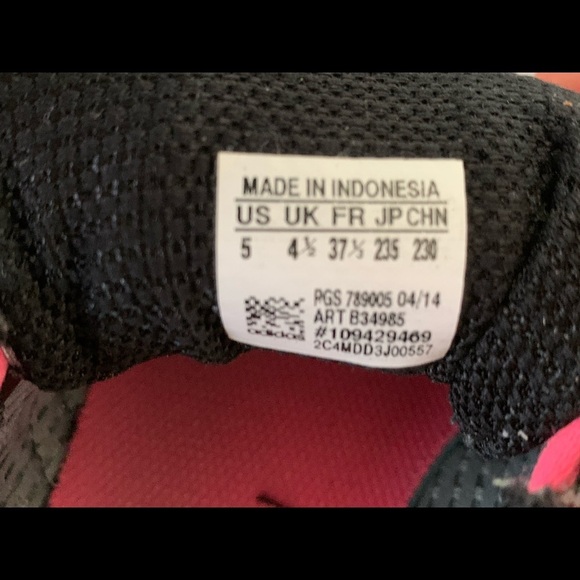 MADE IN INDONESIA
US UK FR JP CHN
5 4½ 37⅓ 235 230
PGS 789005 04/14
ART B34985
#109429469
2C4MDD3J00557